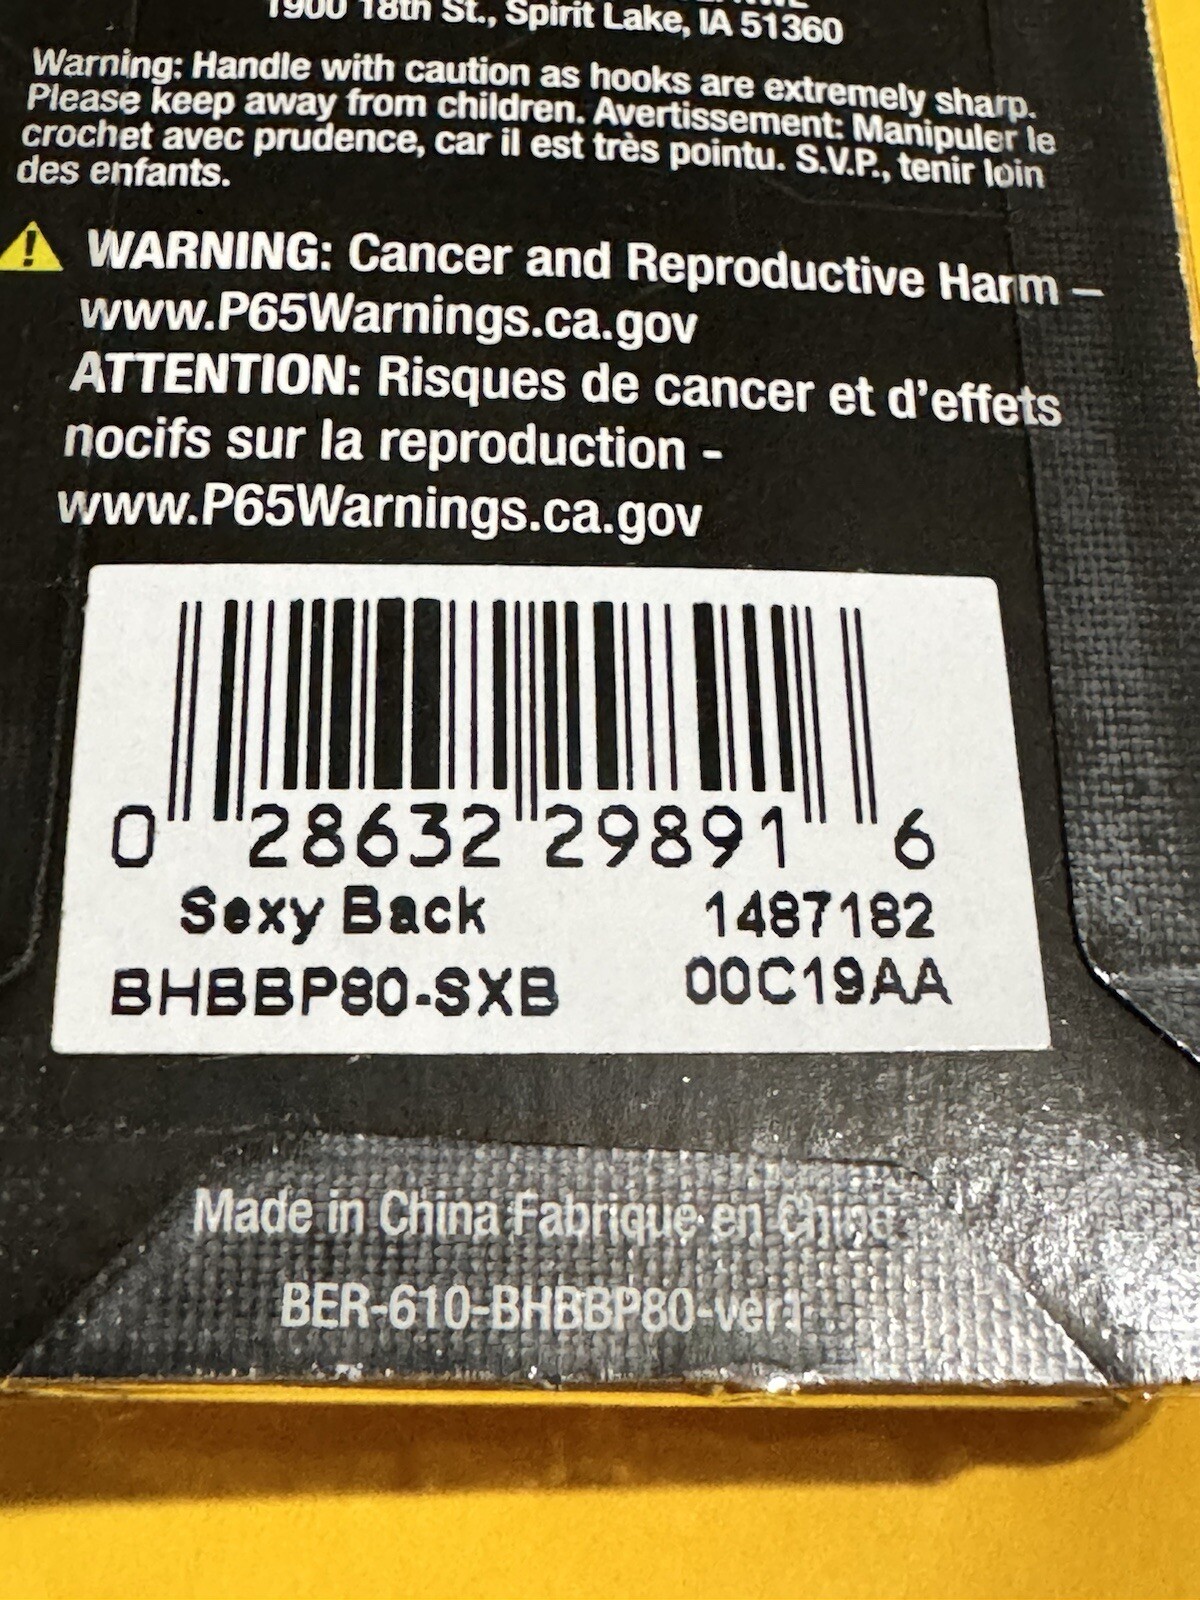 1900 18th St., Spirit Lake, IA 51360
Warning: Handle with caution as hooks are extremely sharp.
Please keep away from children. Avertissement: Manipuler le
crochet avec prudence, car il est très pointu. S.V.P., tenir loin
des enfants.
WARNING: Cancer and Reproductive Harm –
www.P65Warnings.ca.gov
ATTENTION: Risques de cancer et d'effets
nocifs sur la reproduction -
www.P65Warnings.ca.gov
0 28632 29891 6
Sexy Back 1487182
BHBBP80-SXB 00C19AA
Made in China Fabriqué en Chine
BER-610-BHBBP80-ver1